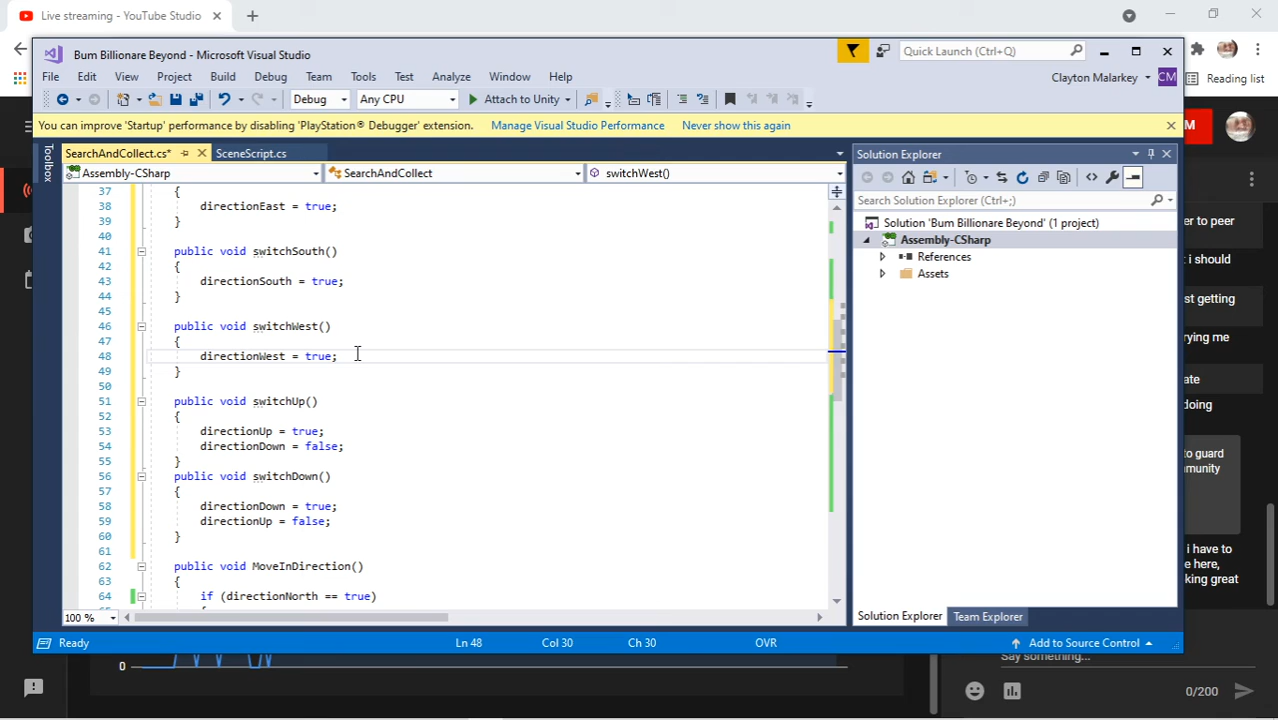 Live streaming - YouTube Studio
Reading list
Bum Billionare Beyond - Microsoft Visual Studio
Quick Launch (Ctrl+Q)
File Edit View Project Build Debug Team Tools Test Analyze Window Help
Clayton Malarkey CM
Debug Any CPU Attach to Unity
You can improve 'Startup' performance by disabling 'PlayStation® Debugger' extension. Manage Visual Studio Performance Never show this again
Toolbox
SearchAndCollect.cs* SceneScript.cs
Assembly-CSharp SearchAndCollect switchWest()
37 {
38 directionEast = true;
39 }
40
41 public void switchSouth()
42 {
43 directionSouth = true;
44 }
45
46 public void switchWest()
47 {
48 directionWest = true;
49 }
50
51 public void switchUp()
52 {
53 directionUp = true;
54 directionDown = false;
55 }
56 public void switchDown()
57 {
58 directionDown = true;
59 directionUp = false;
60 }
61
62 public void MoveInDirection()
63 {
64 if (directionNorth == true)
100 %
Solution Explorer
Search Solution Explorer (Ctrl+;)
Solution 'Bum Billionare Beyond' (1 project)
Assembly-CSharp
References
Assets
Solution Explorer Team Explorer
Ready Ln 48 Col 30 Ch 30 OVR Add to Source Control
M
er to peer
t i should
st getting
rying me
ate
doing
to guard
mmunity
i have to
e here,
king great
0
Say something...
0/200